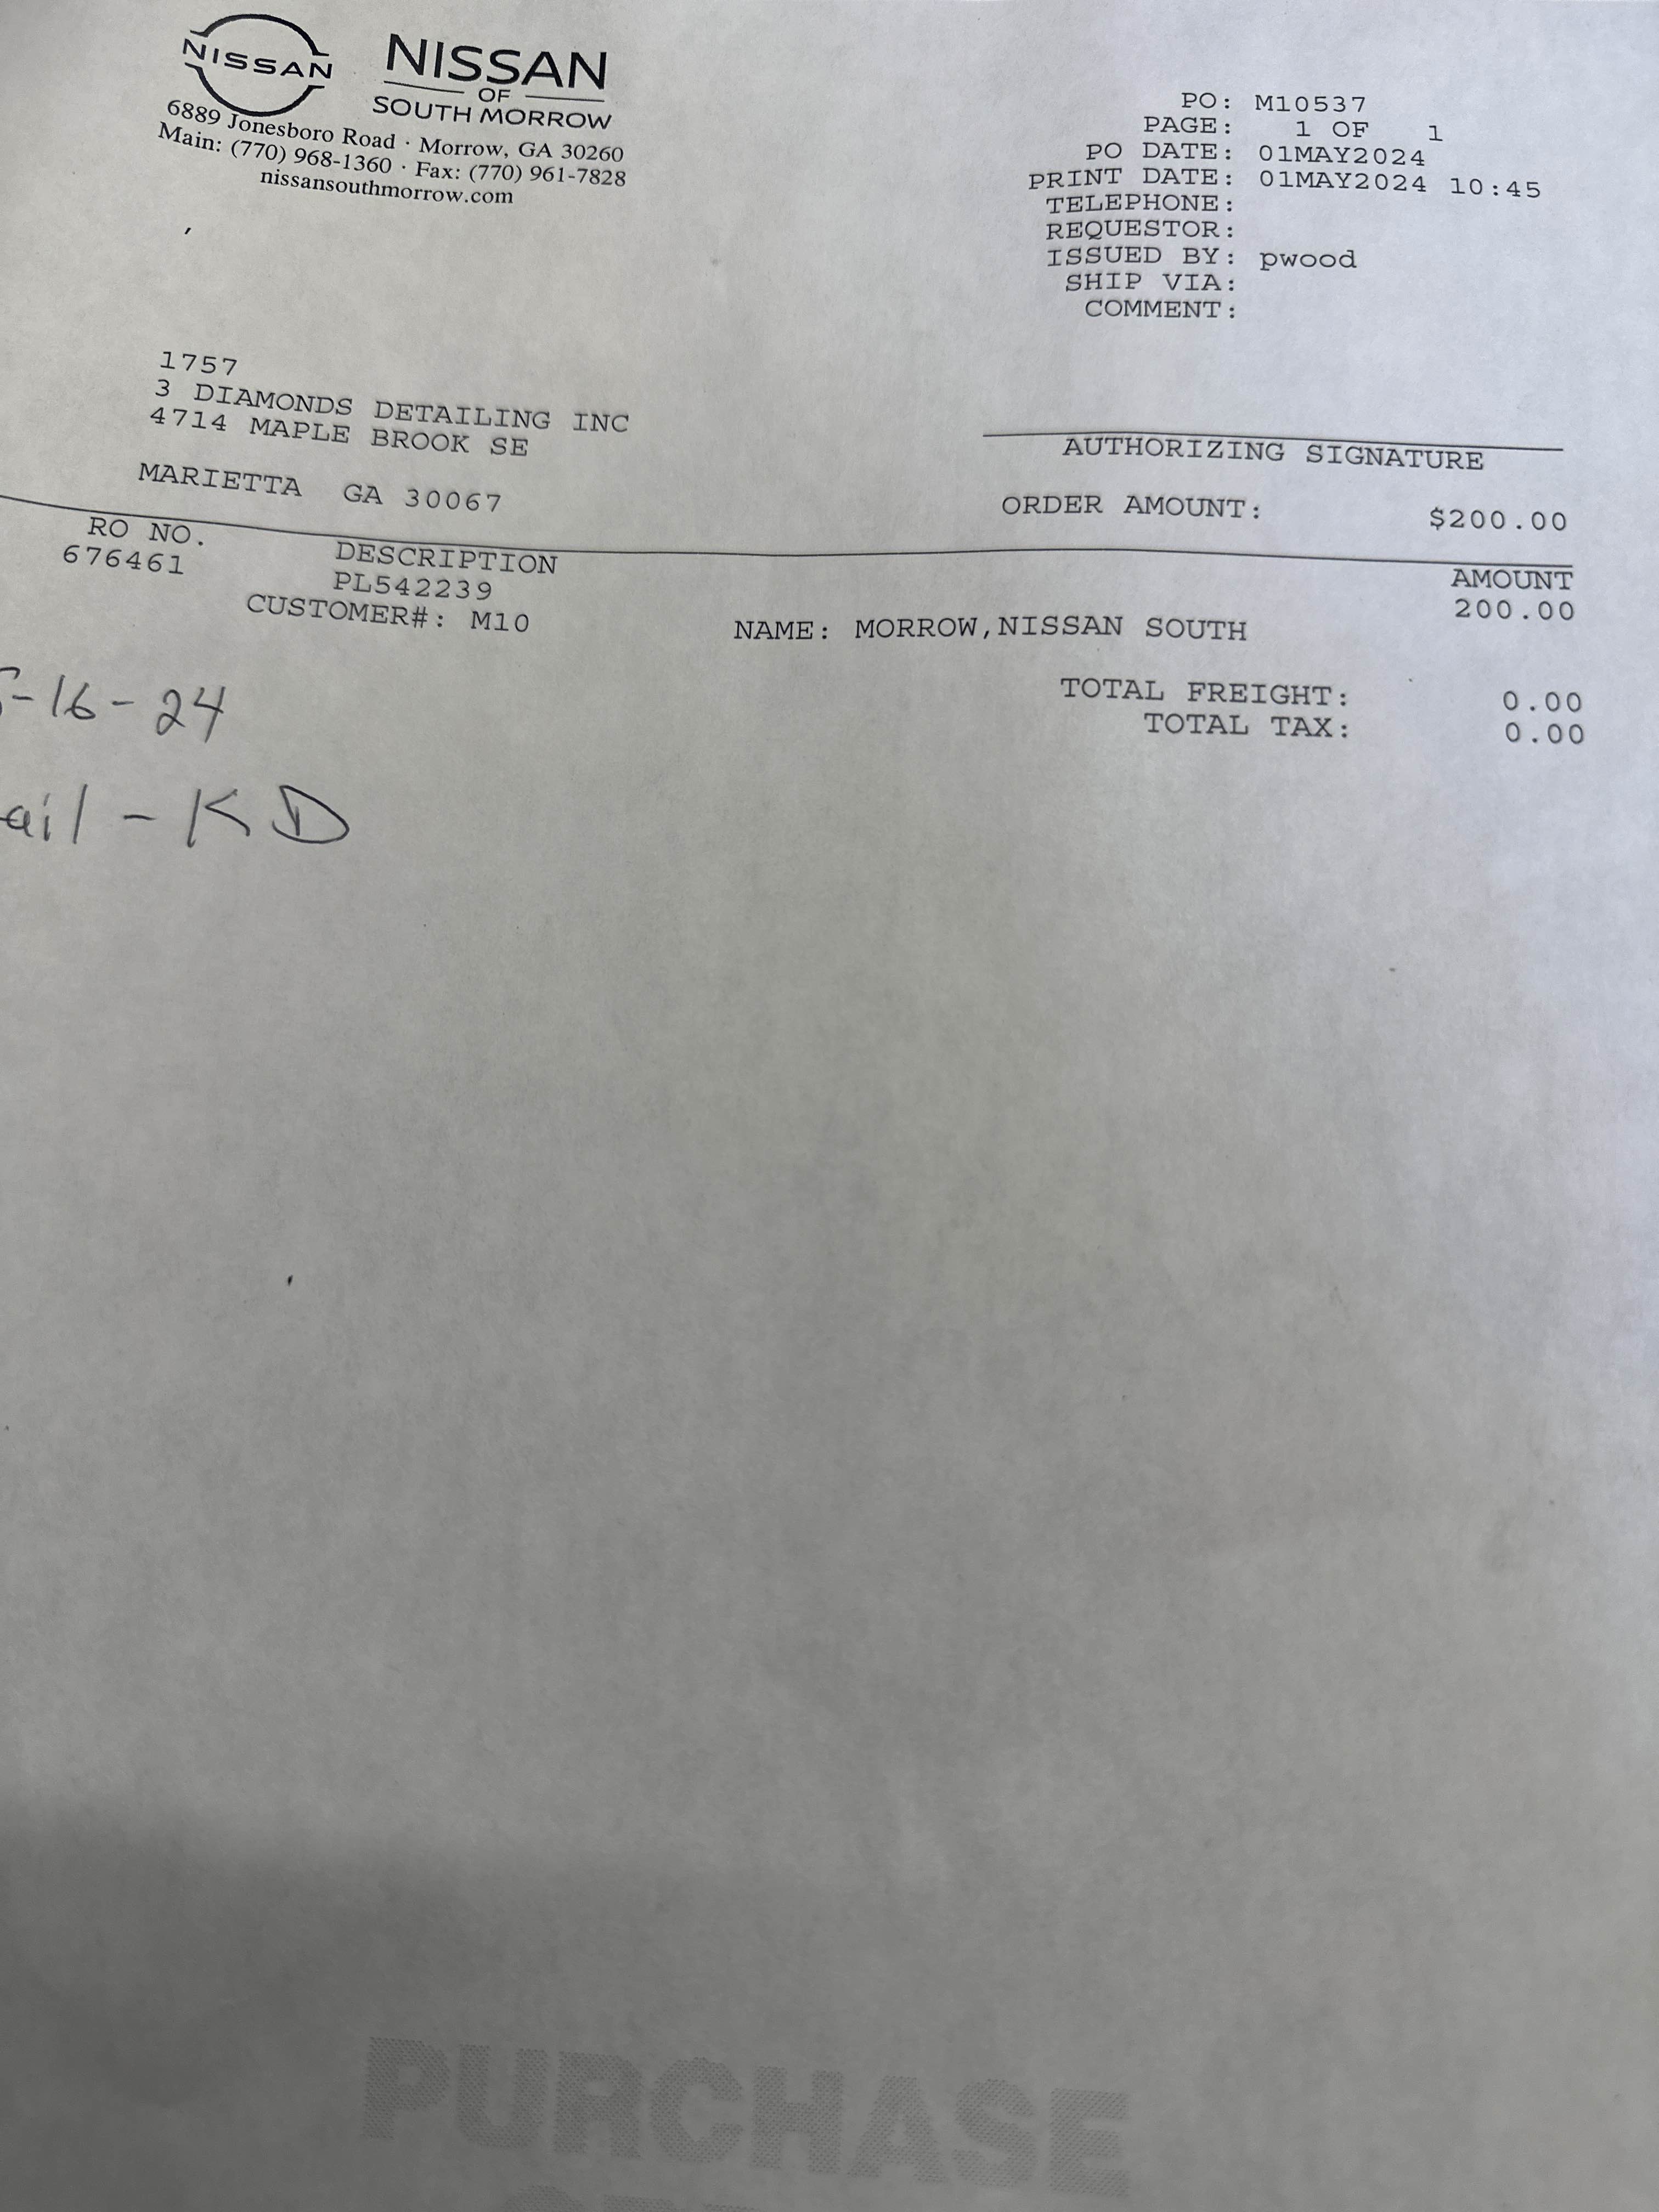 NISSAN
NISSAN
OF
SOUTH MORROW
6889 Jonesboro Road · Morrow, GA 30260
Main: (770) 968-1360 · Fax: (770) 961-7828
nissansouthmorrow.com
PO: M10537
PAGE: 1 OF 1
PO DATE: 01MAY2024
PRINT DATE: 01MAY2024 10:45
TELEPHONE:
REQUESTOR:
ISSUED BY: pwood
SHIP VIA:
COMMENT:
1757
3 DIAMONDS DETAILING INC
4714 MAPLE BROOK SE
MARIETTA GA 30067
AUTHORIZING SIGNATURE
ORDER AMOUNT: $200.00
RO NO. DESCRIPTION AMOUNT
676461 PL542239 200.00
CUSTOMER#: M10 NAME: MORROW,NISSAN SOUTH
TOTAL FREIGHT: 0.00
TOTAL TAX: 0.00
-16-24
ail - KD
PURCHASE